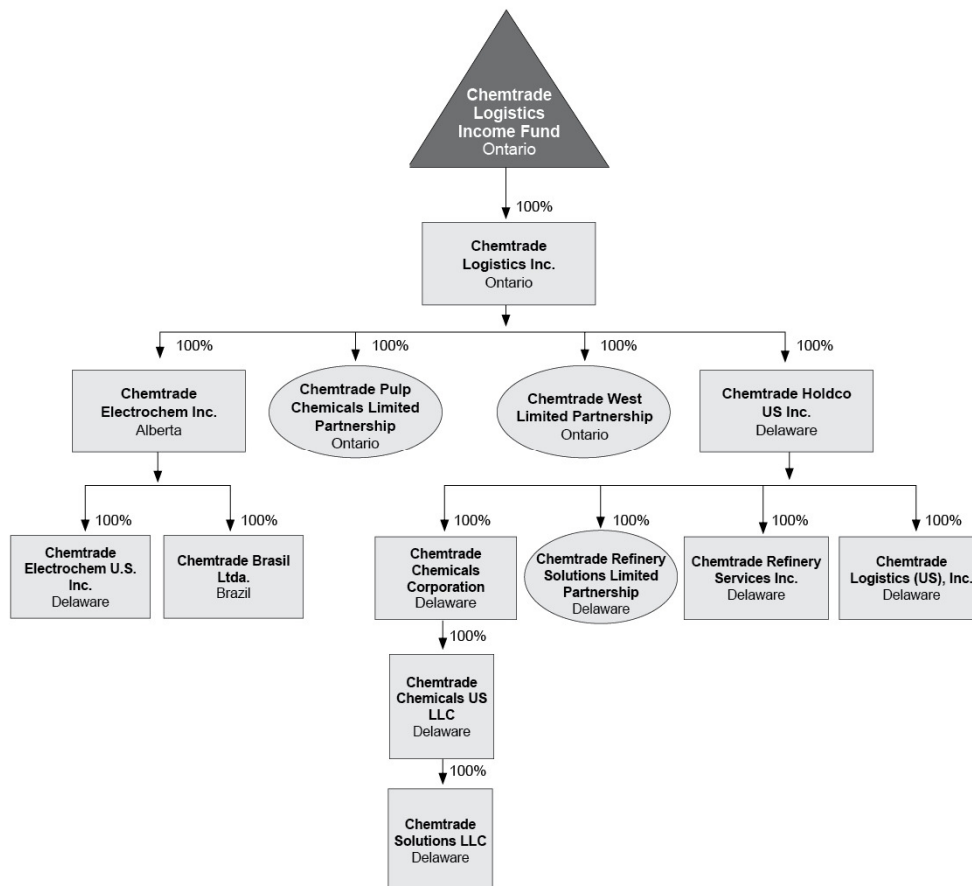 Chemtrade
Logistics
Income Fund
Ontario
100%
Chemtrade
Logistics Inc.
Ontario
100%
100%
100%
100%
Chemtrade
Electrochem Inc.
Alberta
Chemtrade Pulp
Chemicals Limited
Partnership
Ontario
Chemtrade West
Limited Partnership
Ontario
Chemtrade Holdco
US Inc.
Delaware
100%
100%
100%
100%
100%
100%
Chemtrade
Electrochem U.S.
Inc.
Delaware
Chemtrade Brasil
Ltda.
Brazil
Chemtrade
Chemicals
Corporation
Delaware
Chemtrade Refinery
Solutions Limited
Partnership
Delaware
Chemtrade Refinery
Services Inc.
Delaware
Chemtrade
Logistics (US), Inc.
Delaware
100%
Chemtrade
Chemicals US
LLC
Delaware
100%
Chemtrade
Solutions LLC
Delaware